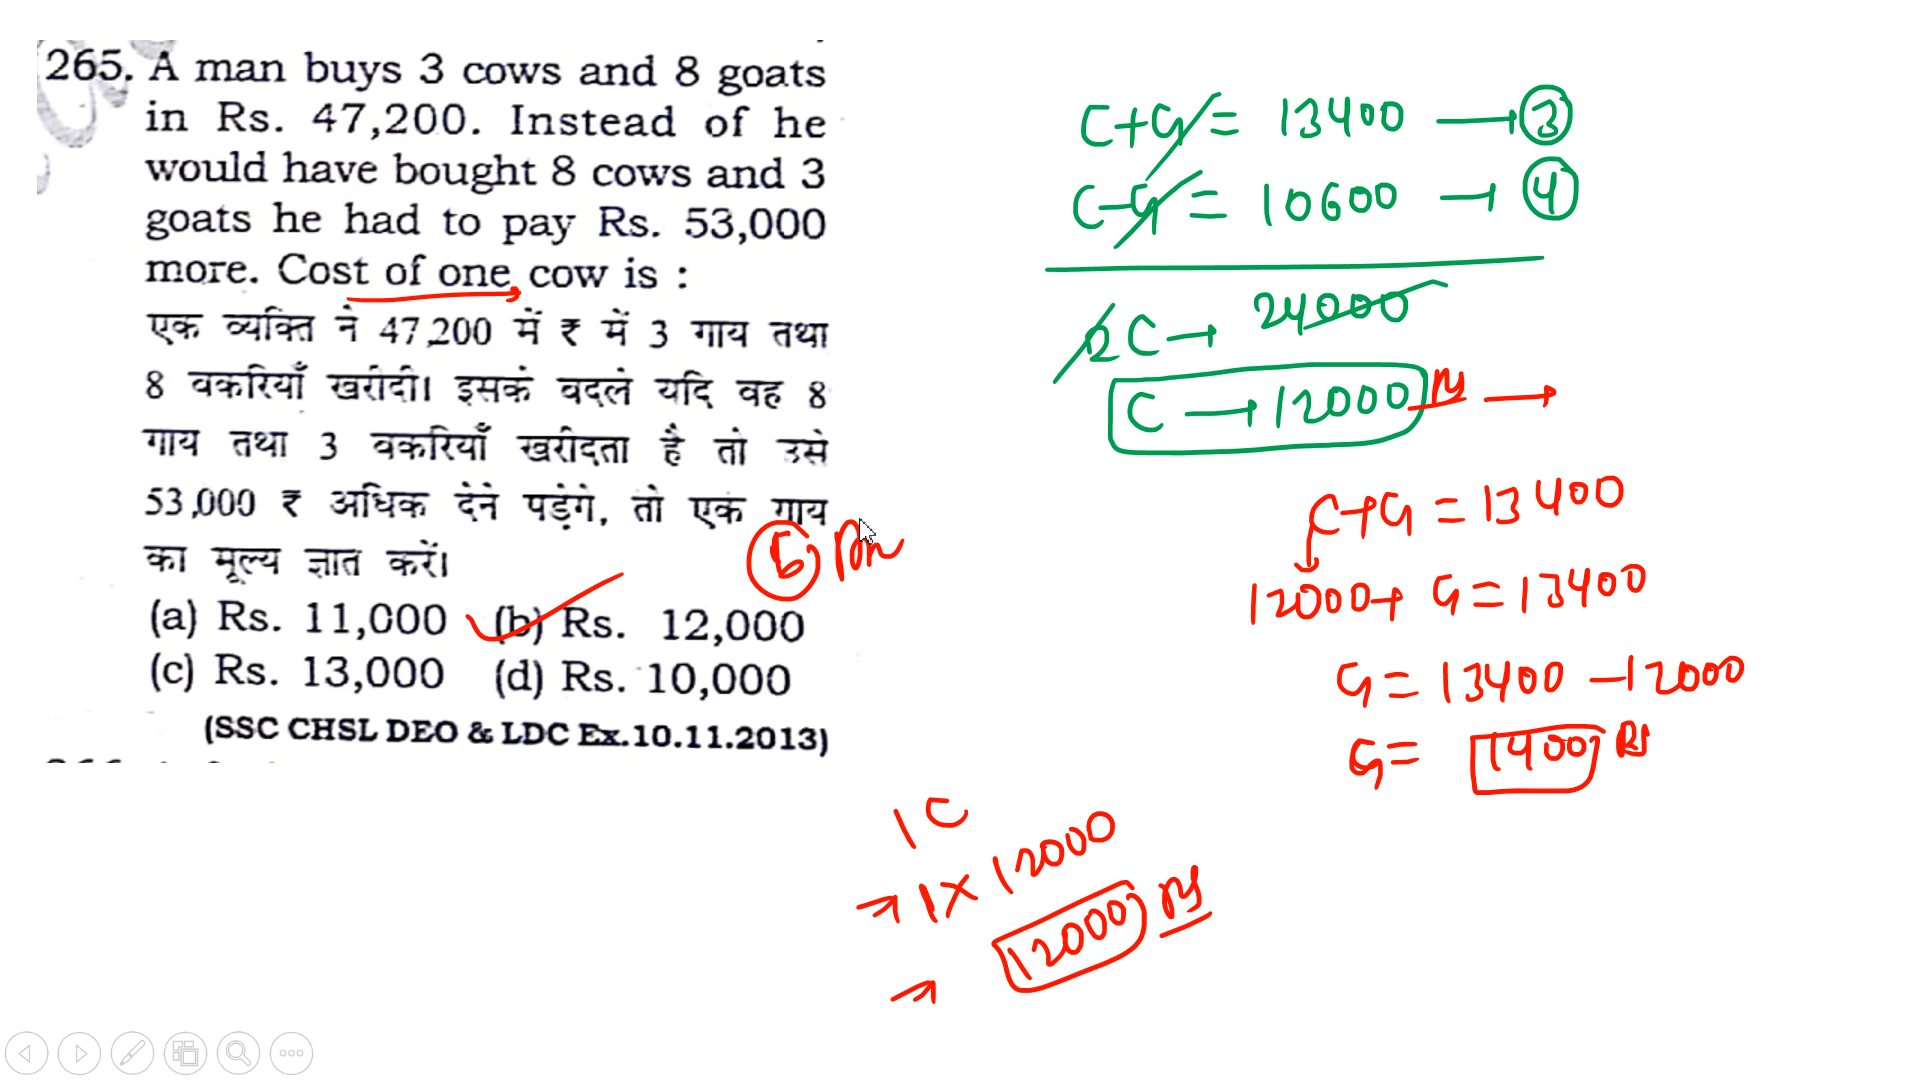 265. A man buys 3 cows and 8 goats
in Rs. 47,200. Instead of he
would have bought 8 cows and 3
goats he had to pay Rs. 53,000
more. Cost of one cow is :
एक व्यक्ति ने 47,200 में ₹ में 3 गाय तथा
8 वकरियाँ खरीदी। इसके वदले यदि वह 8
गाय तथा 3 वकरियाँ खरीदता है तो उसे
53,000 ₹ अधिक देने पड़ेगे, तो एक गाय
का मूल्य ज्ञात करें।
(a) Rs. 11,000 (b) Rs. 12,000
(c) Rs. 13,000 (d) Rs. 10,000
(SSC CHSL DEO & LDC Ex.10.11.2013)
C+G = 13400 → 3
C-G = 10600 → 4
2C → 24000
C → 12000 Rs →
C+G = 13400
12000+ G = 13400
G = 13400 - 12000
G = 1400 Rs
1C
→ 1 × 12000
→ 12000 Rs